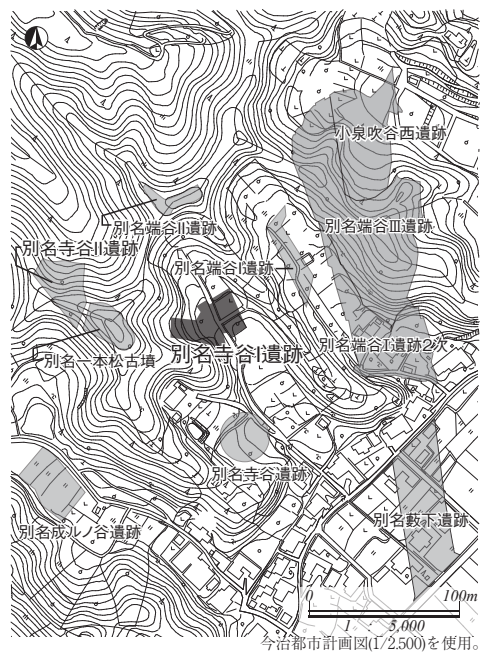 小泉吹谷西遺跡
別名端谷Ⅱ遺跡
別名端谷Ⅲ遺跡
別名寺谷Ⅱ遺跡
別名端谷Ⅰ遺跡
別名端谷Ⅰ遺跡2次
別名寺谷Ⅰ遺跡
別名一本松古墳
別名寺谷遺跡
別名藪下遺跡
別名成ルノ谷遺跡
0 100m
1 5,000
今治都市計画図(1/2,500)を使用。